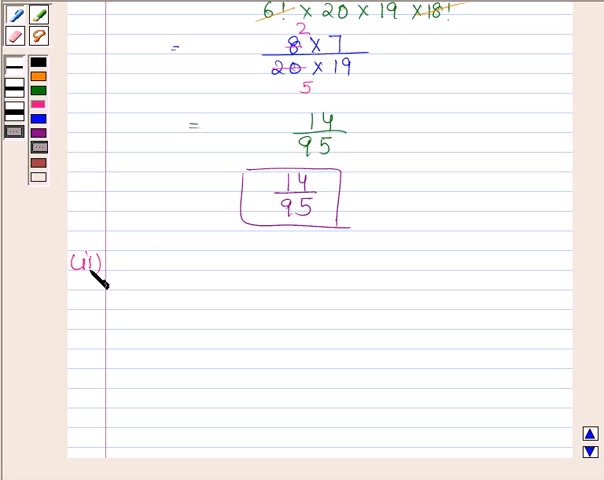 6! × 20 × 19 × 18!
2
= 8 × 7
20 × 19
5
= 14
95
14
95
(ii)